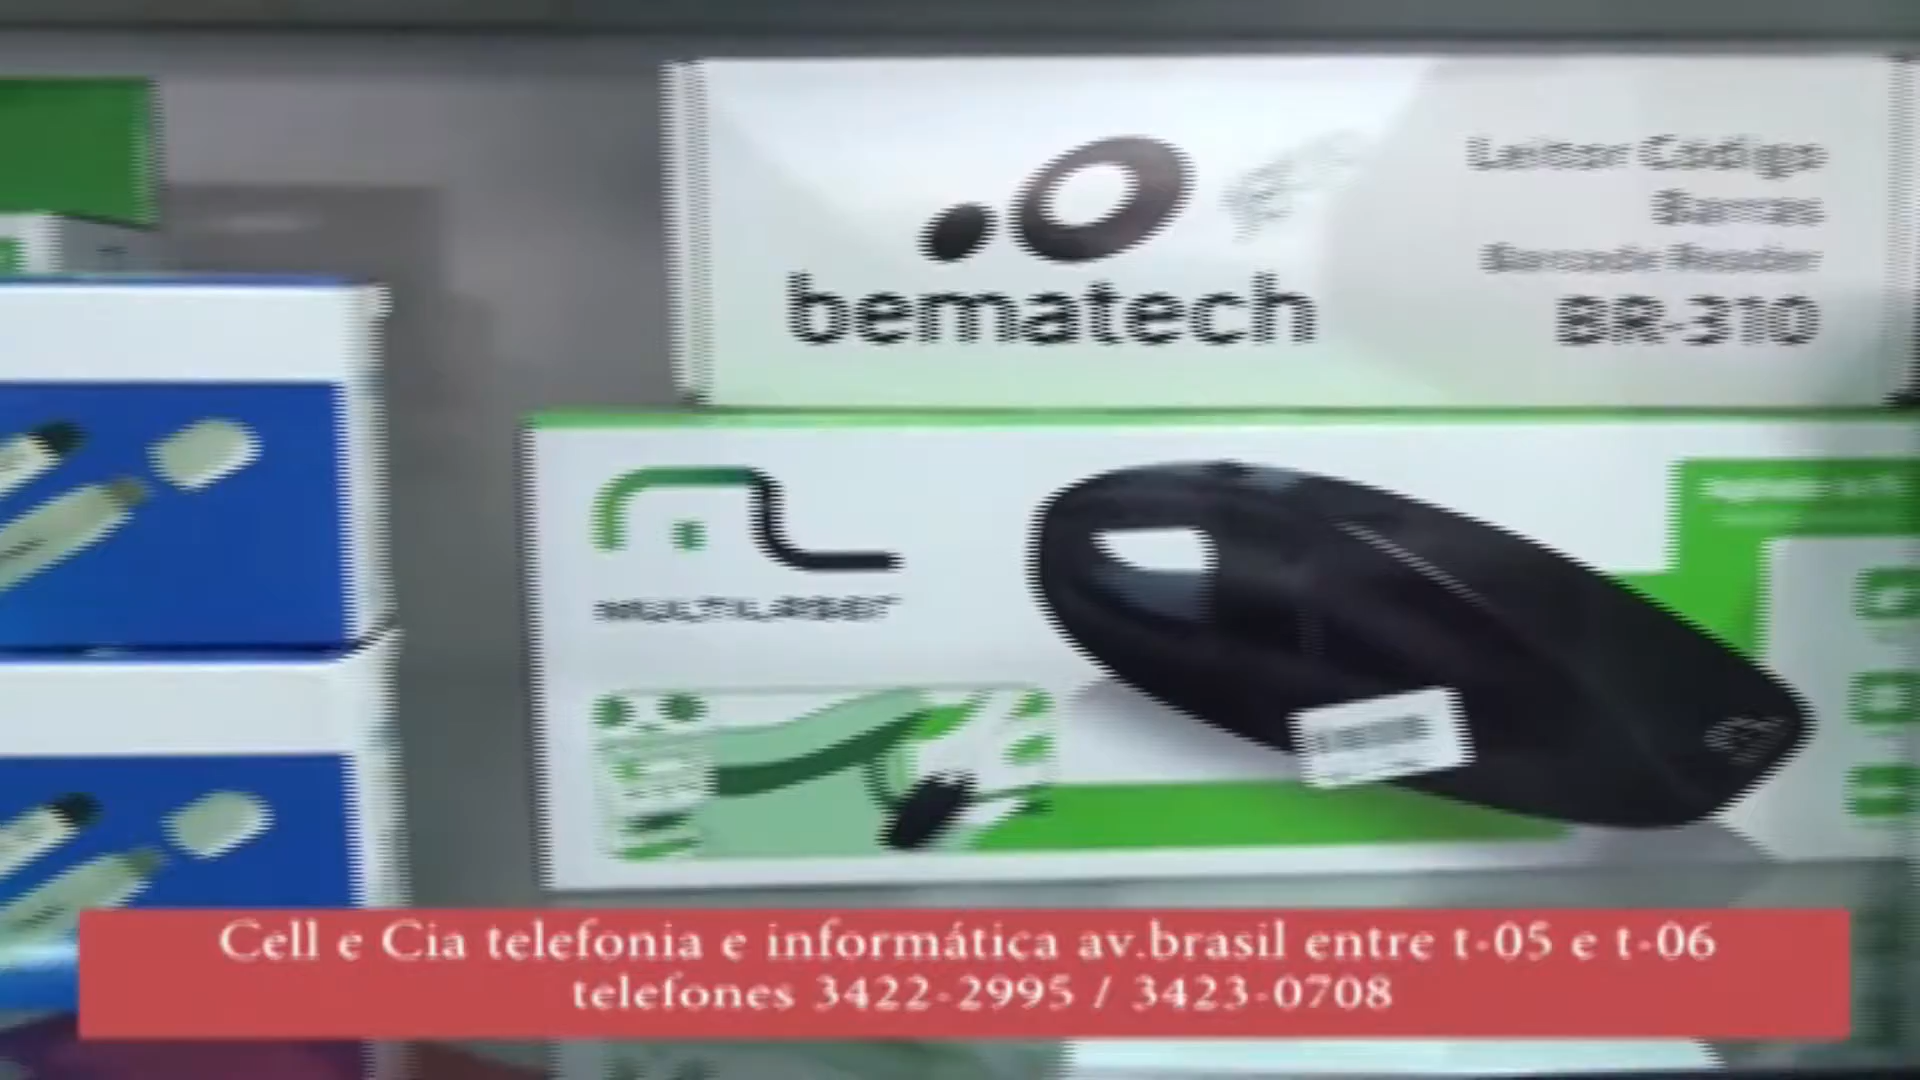 bematech
Leitor Código
Barras
Barcode Reader
BR-310
MULTILASER
Cell e Cia telefonia e informática av.brasil entre t-05 e t-06
telefones 3422-2995 / 3423-0708